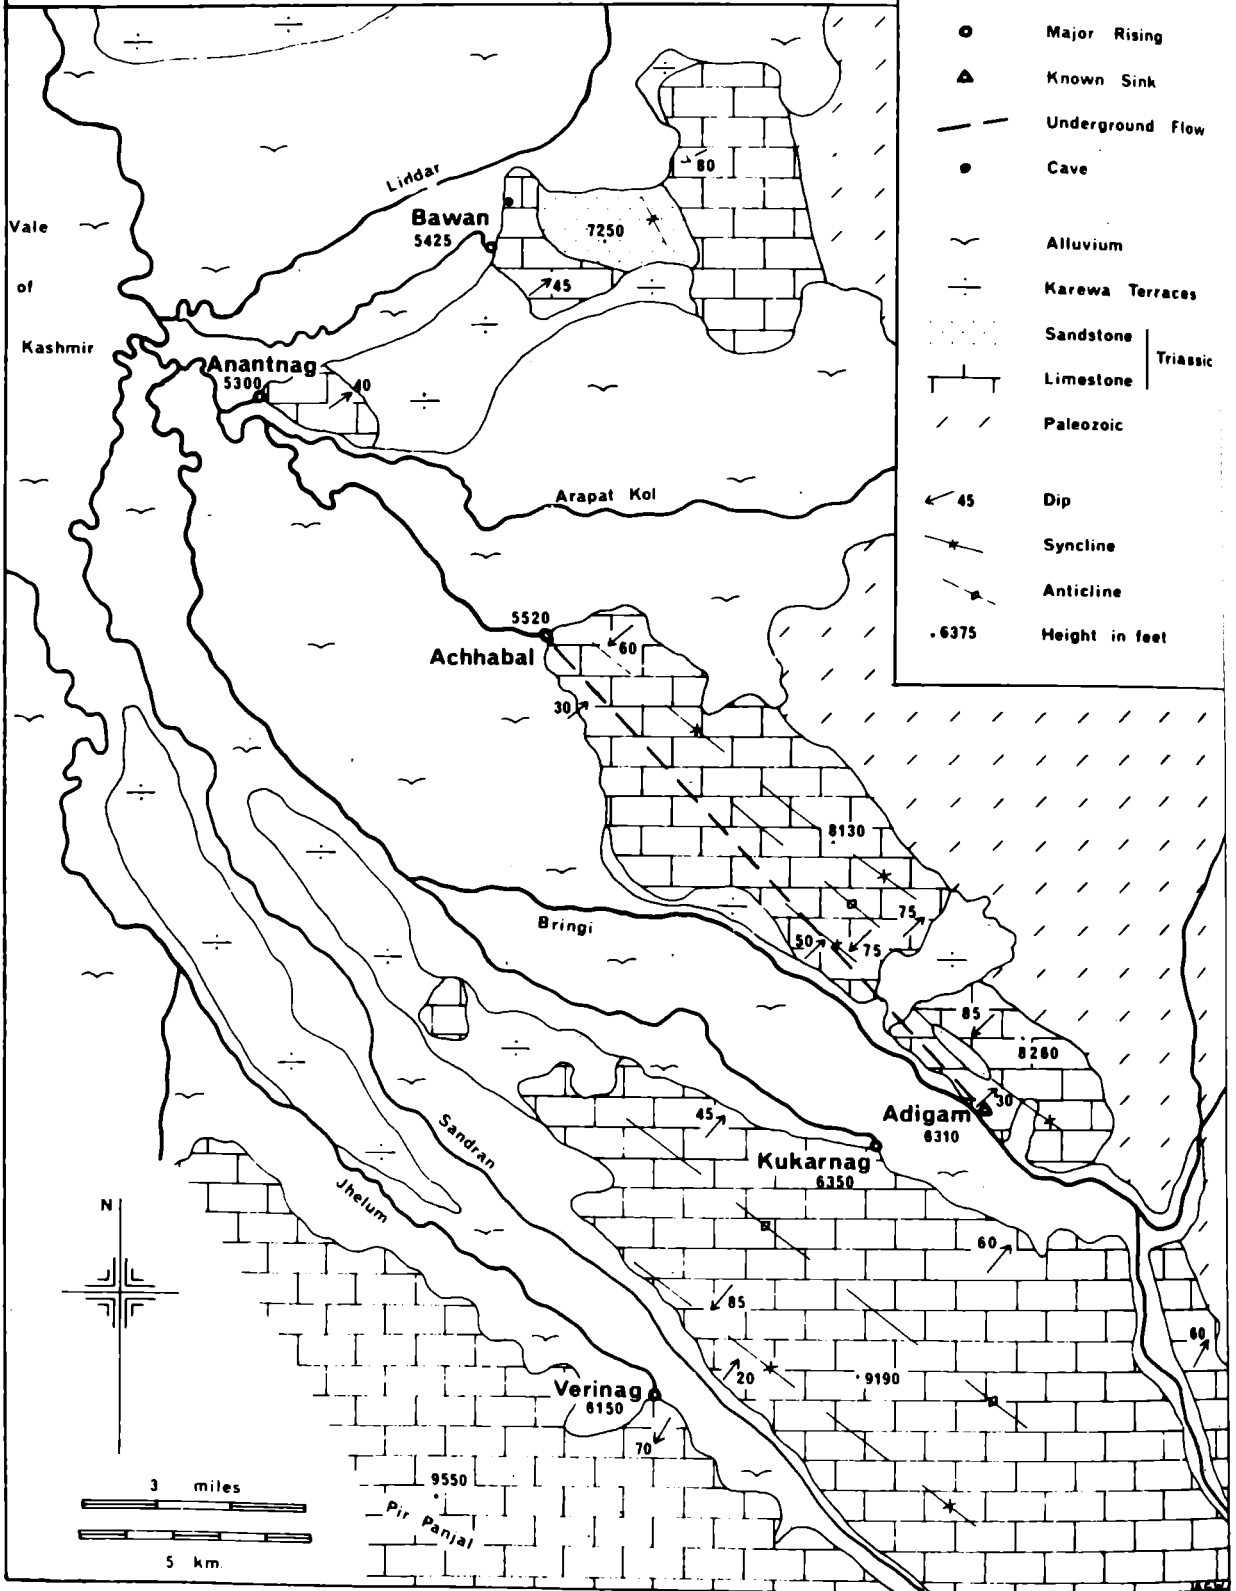 Major Rising
Known Sink
Underground Flow
Cave
Alluvium
Karewa Terraces
Sandstone
Triassic
Limestone
Paleozoic
45 Dip
Syncline
Anticline
.6375 Height in feet
80
Liddar
Vale
of
Kashmir
Bawan
5425
7250
45
Anantnag
5300
40
Arapat Kol
5520
Achhabal
60
30
8130
75
50
75
Bringi
85
8260
30
Adigam
6310
45
Kukarnag
6350
Sandran
Jhelum
N
60
85
20
9190
60
Verinag
6150
70
9550
Pir Panjal
3 miles
5 km.